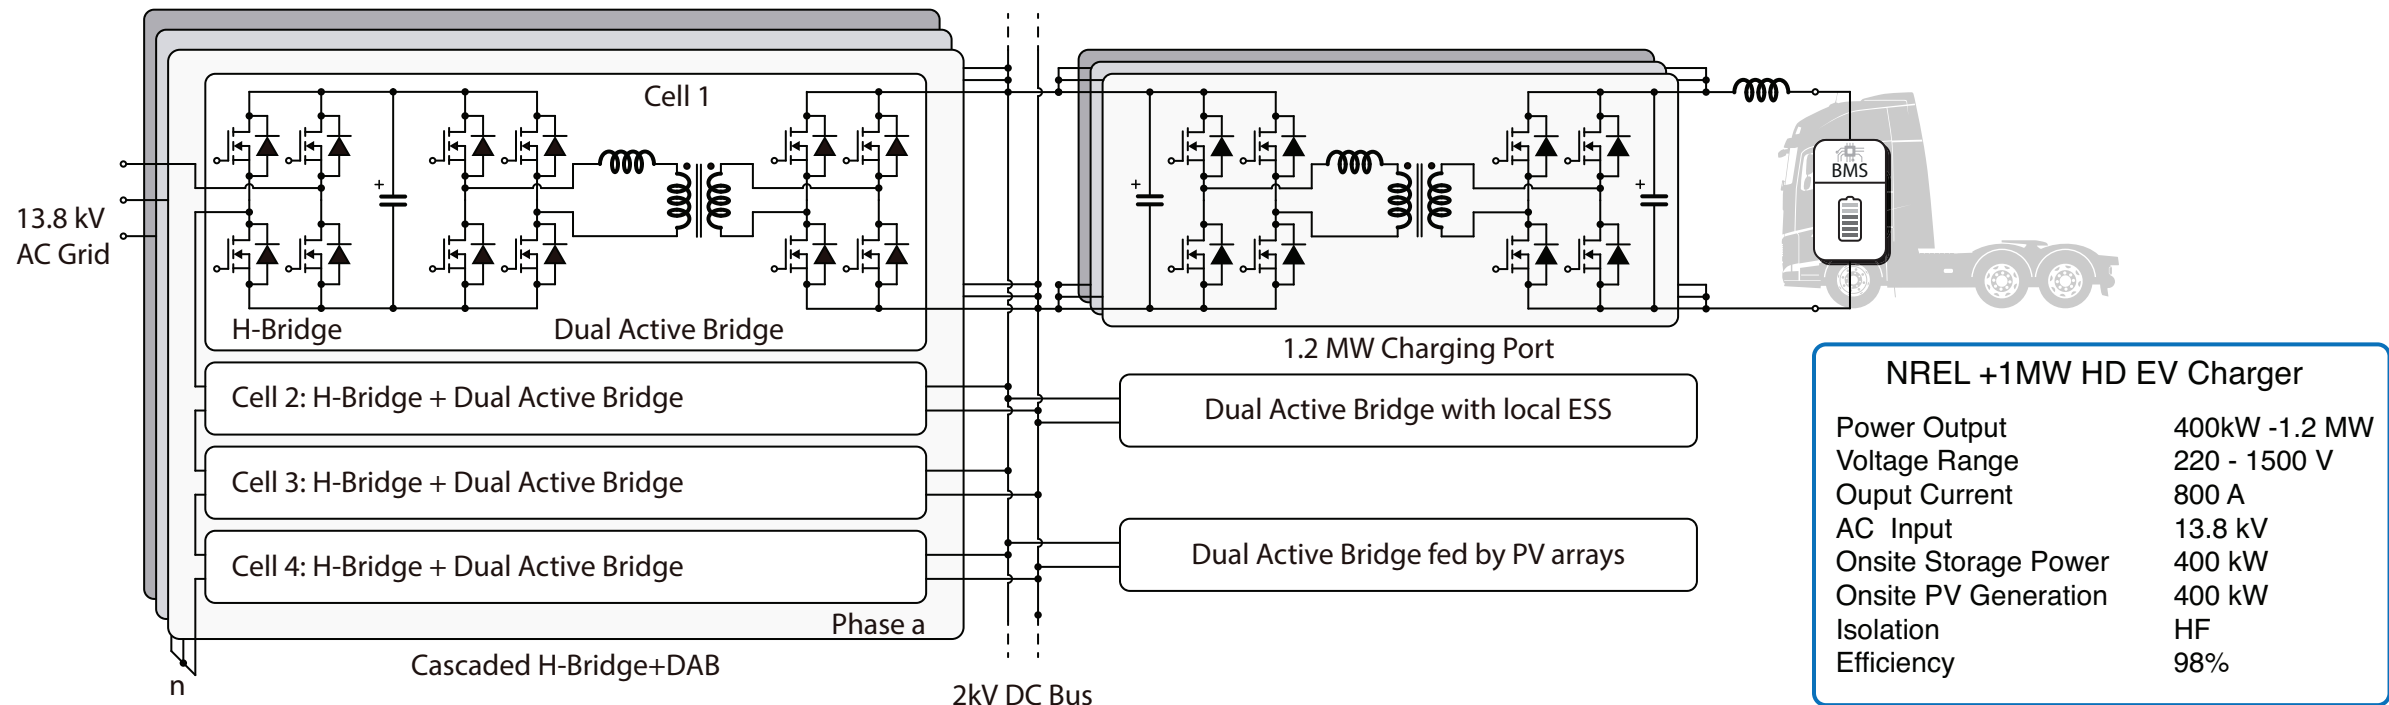 Cell 1
13.8 kV
AC Grid
+
+
+
BMS
H-Bridge
Dual Active Bridge
1.2 MW Charging Port
Cell 2: H-Bridge + Dual Active Bridge
Dual Active Bridge with local ESS
Cell 3: H-Bridge + Dual Active Bridge
Cell 4: H-Bridge + Dual Active Bridge
Dual Active Bridge fed by PV arrays
Phase a
Cascaded H-Bridge+DAB
n
2kV DC Bus
NREL +1MW HD EV Charger
Power Output 400kW -1.2 MW
Voltage Range 220 - 1500 V
Ouput Current 800 A
AC Input 13.8 kV
Onsite Storage Power 400 kW
Onsite PV Generation 400 kW
Isolation HF
Efficiency 98%